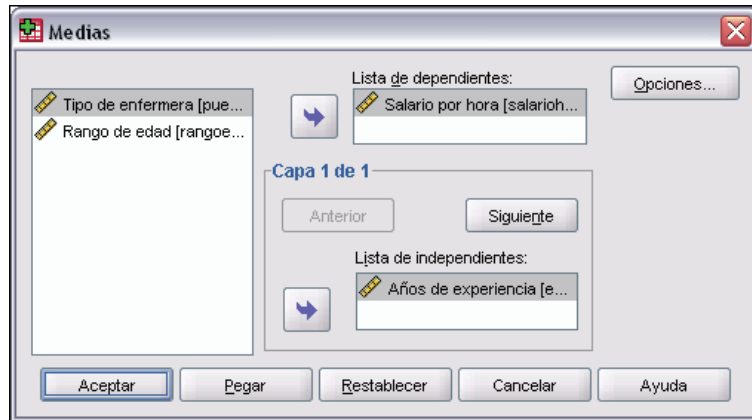 Medias
Tipo de enfermera [pue...
Rango de edad [rangoe...
Lista de dependientes:
Salario por hora [salarioh...
Opciones...
Capa 1 de 1
Anterior
Siguiente
Lista de independientes:
Años de experiencia [e...
Aceptar
Pegar
Restablecer
Cancelar
Ayuda